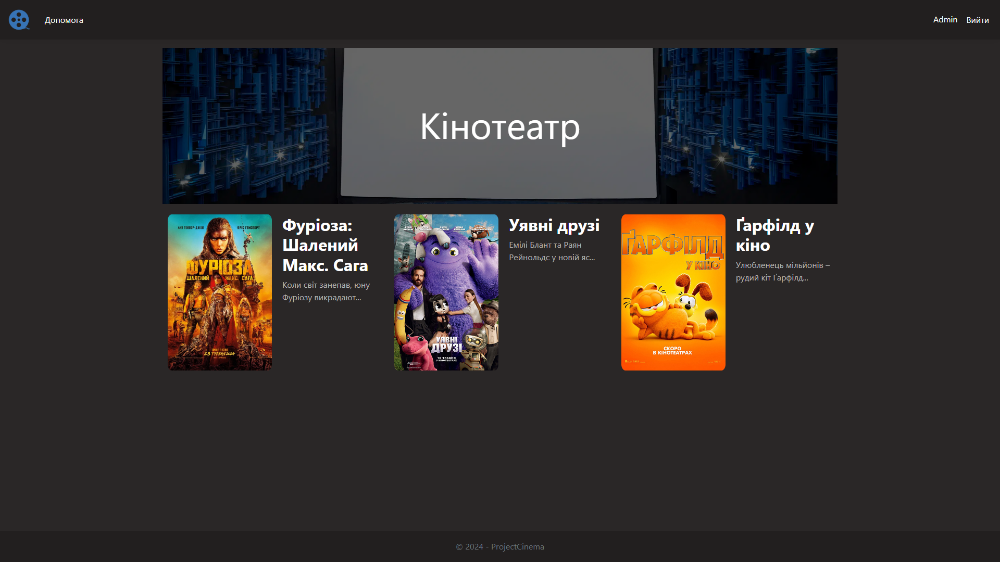 Допомога
Admin
Вийти
Кінотеатр
АНЯ ТЕЙЛОР-ДЖОЙ
КРІС ГЕМСВОРТ
ФУРІОЗА
ШАЛЕНИЙ МАКС. САГА
23 ТРАВНЯ 2024
Фуріоза:
Шалений
Макс. Сага
Коли світ занепав, юну
Фуріозу викрадают...
УЯВНІ
ДРУЗІ
16 ТРАВНЯ
У КІНОТЕАТРАХ
Уявні друзі
Емілі Блант та Раян
Рейнольдс у новій яс...
ҐАРФІЛД
У КІНО
СКОРО
В КІНОТЕАТРАХ
Ґарфілд у
кіно
Улюбленець мільйонів –
рудий кіт Ґарфілд...
© 2024 - ProjectCinema